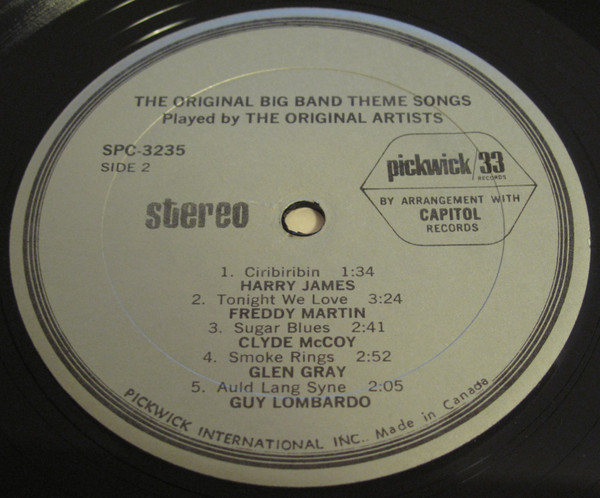 THE ORIGINAL BIG BAND THEME SONGS
Played by THE ORIGINAL ARTISTS
SPC-3235
SIDE 2
pickwick/33
RECORDS
BY ARRANGEMENT WITH
CAPITOL
RECORDS
stereo
1. Ciribiribin 1:34
HARRY JAMES
2. Tonight We Love 3:24
FREDDY MARTIN
3. Sugar Blues 2:41
CLYDE McCOY
4. Smoke Rings 2:52
GLEN GRAY
5. Auld Lang Syne 2:05
GUY LOMBARDO
PICKWICK INTERNATIONAL INC.. Made in Canada